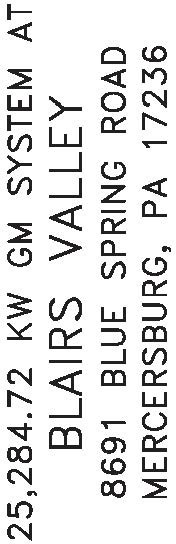 25,284.72 KW GM SYSTEM AT
BLAIRS VALLEY
8691 BLUE SPRING ROAD
MERCERSBURG, PA 17236